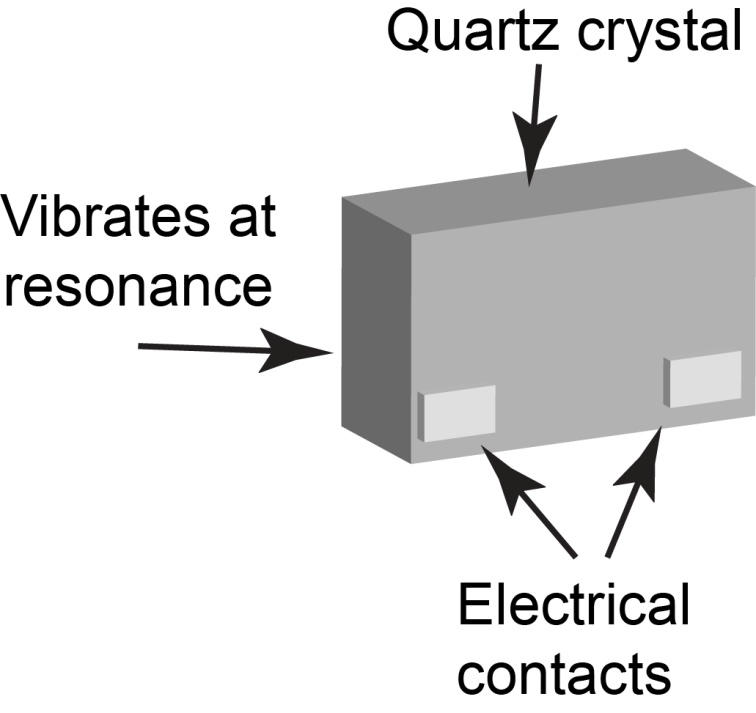 Quartz crystal
Vibrates at
resonance
Electrical
contacts